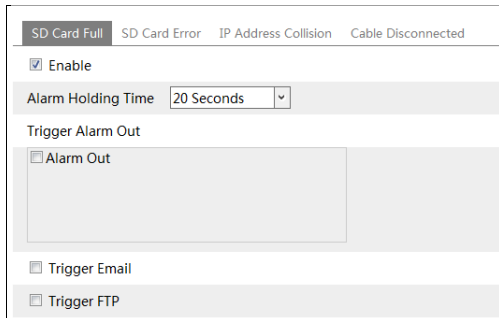 SD Card Full SD Card Error IP Address Collision Cable Disconnected
Enable
Alarm Holding Time 20 Seconds
Trigger Alarm Out
Alarm Out
Trigger Email
Trigger FTP